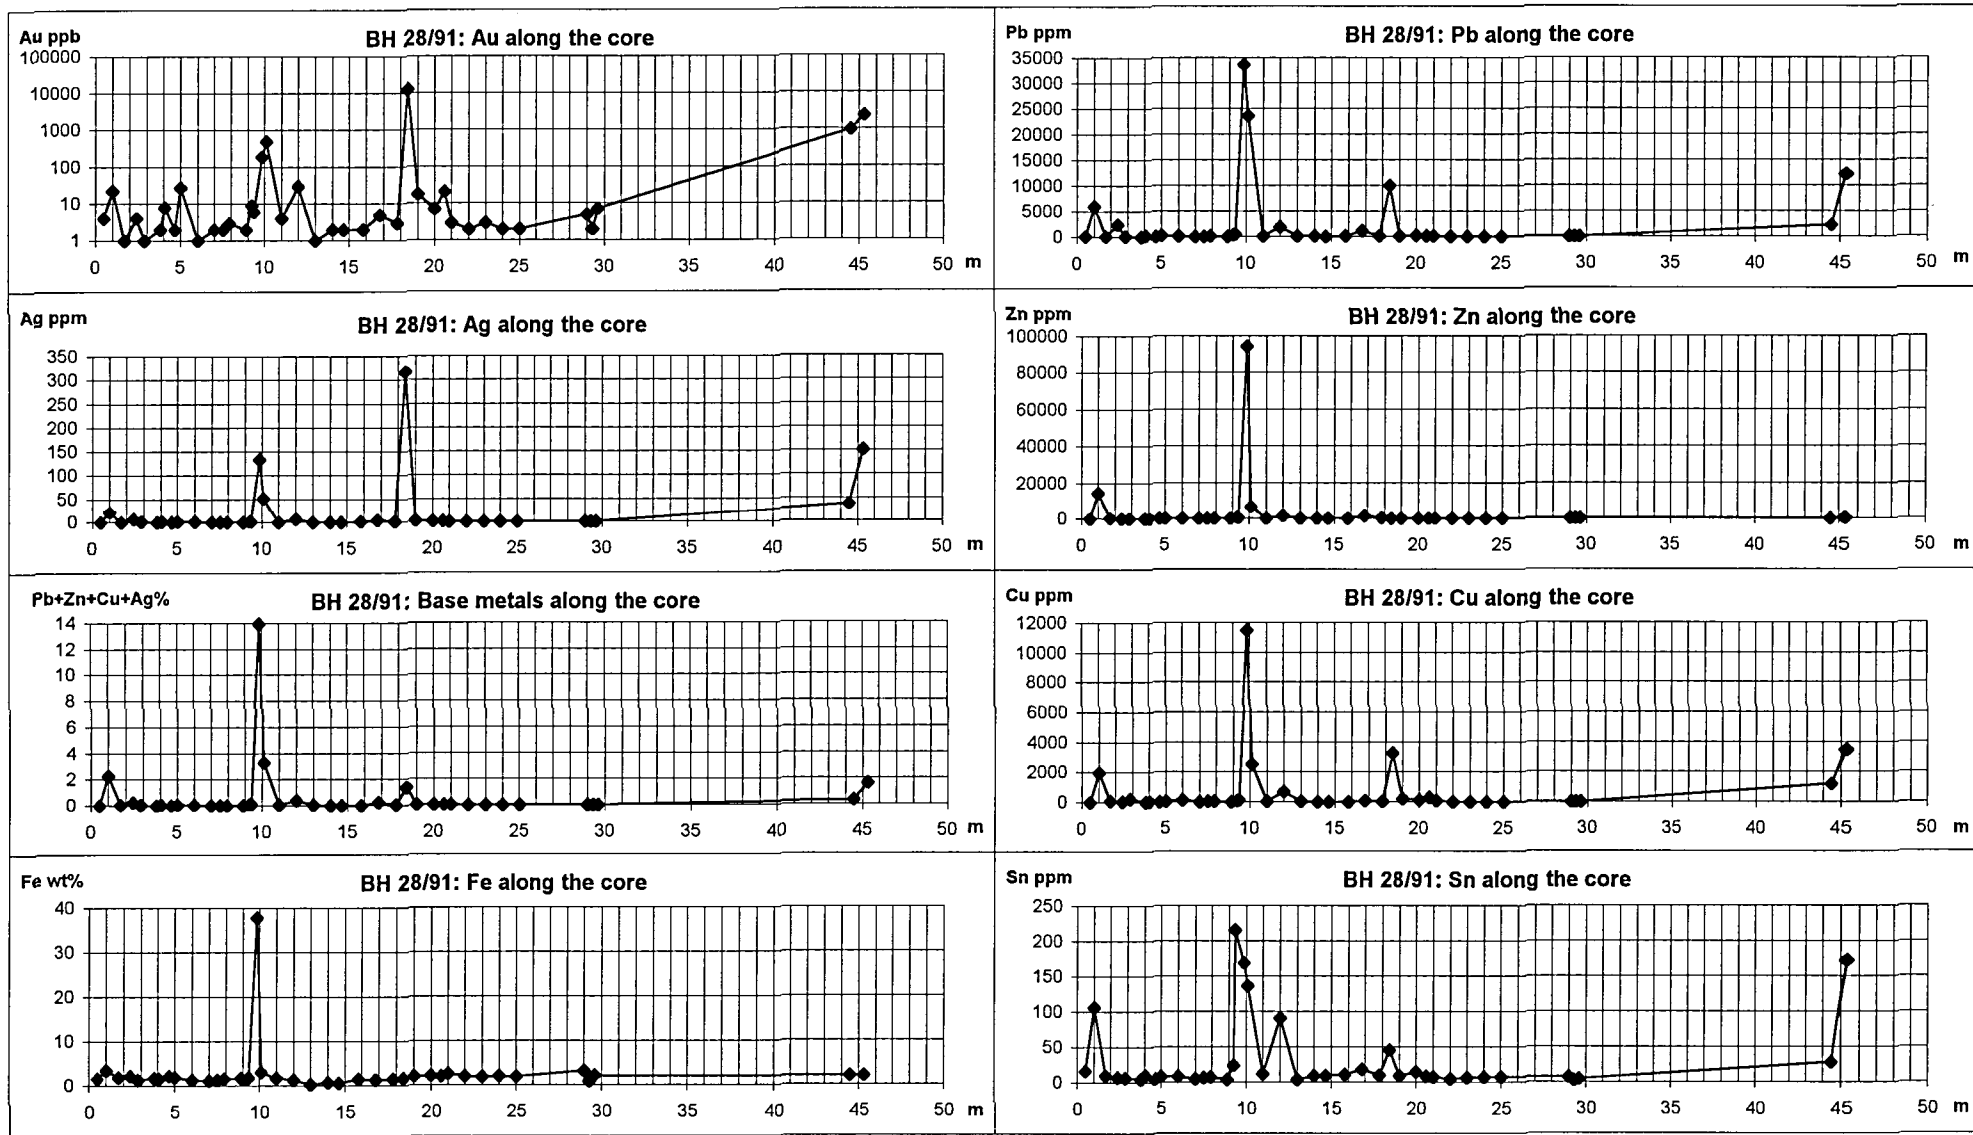 Au ppb
BH 28/91: Au along the core
100000
10000
1000
100
10
1
0 5 10 15 20 25 30 35 40 45 50 m
Pb ppm
BH 28/91: Pb along the core
35000
30000
25000
20000
15000
10000
5000
0
0 5 10 15 20 25 30 35 40 45 50 m
Ag ppm
BH 28/91: Ag along the core
350
300
250
200
150
100
50
0
0 5 10 15 20 25 30 35 40 45 50 m
Zn ppm
BH 28/91: Zn along the core
100000
80000
60000
40000
20000
0
0 5 10 15 20 25 30 35 40 45 50 m
Pb+Zn+Cu+Ag%
BH 28/91: Base metals along the core
14
12
10
8
6
4
2
0
0 5 10 15 20 25 30 35 40 45 50 m
Cu ppm
BH 28/91: Cu along the core
12000
10000
8000
6000
4000
2000
0
0 5 10 15 20 25 30 35 40 45 50 m
Fe wt%
BH 28/91: Fe along the core
40
30
20
10
0
0 5 10 15 20 25 30 35 40 45 50 m
Sn ppm
BH 28/91: Sn along the core
250
200
150
100
50
0
0 5 10 15 20 25 30 35 40 45 50 m